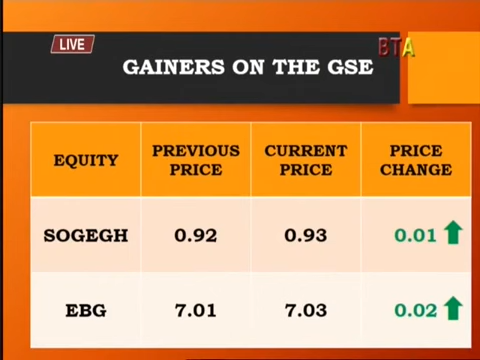 LIVE
BTA
GAINERS ON THE GSE
EQUITY
PREVIOUS
PRICE
CURRENT
PRICE
PRICE
CHANGE
SOGEGH
0.92
0.93
0.01
EBG
7.01
7.03
0.02